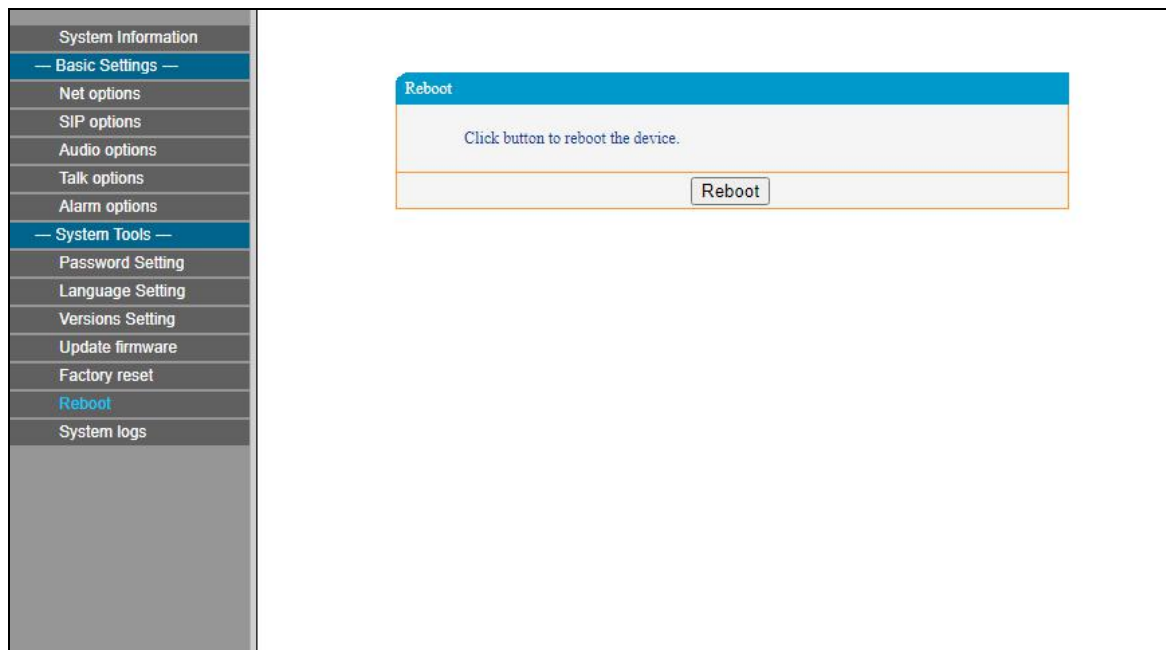 System Information
— Basic Settings —
Net options
SIP options
Audio options
Talk options
Alarm options
— System Tools —
Password Setting
Language Setting
Versions Setting
Update firmware
Factory reset
Reboot
System logs
Reboot
Click button to reboot the device.
Reboot